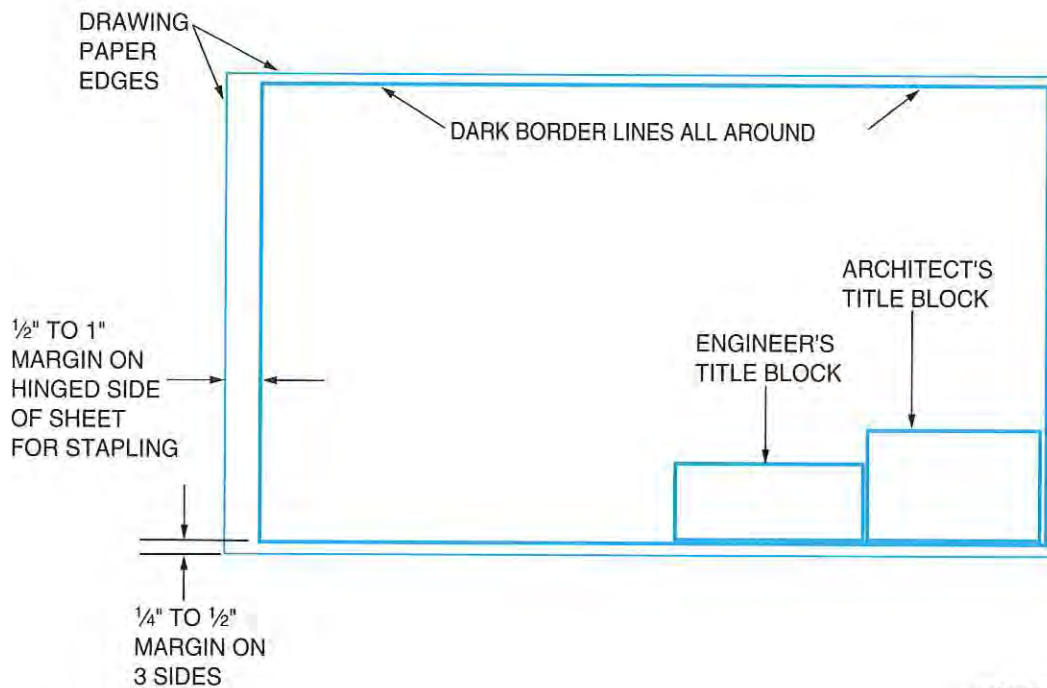 DRAWING
PAPER
EDGES
DARK BORDER LINES ALL AROUND
ARCHITECT'S
TITLE BLOCK
ENGINEER'S
TITLE BLOCK
½" TO 1"
MARGIN ON
HINGED SIDE
OF SHEET
FOR STAPLING
¼" TO ½"
MARGIN ON
3 SIDES